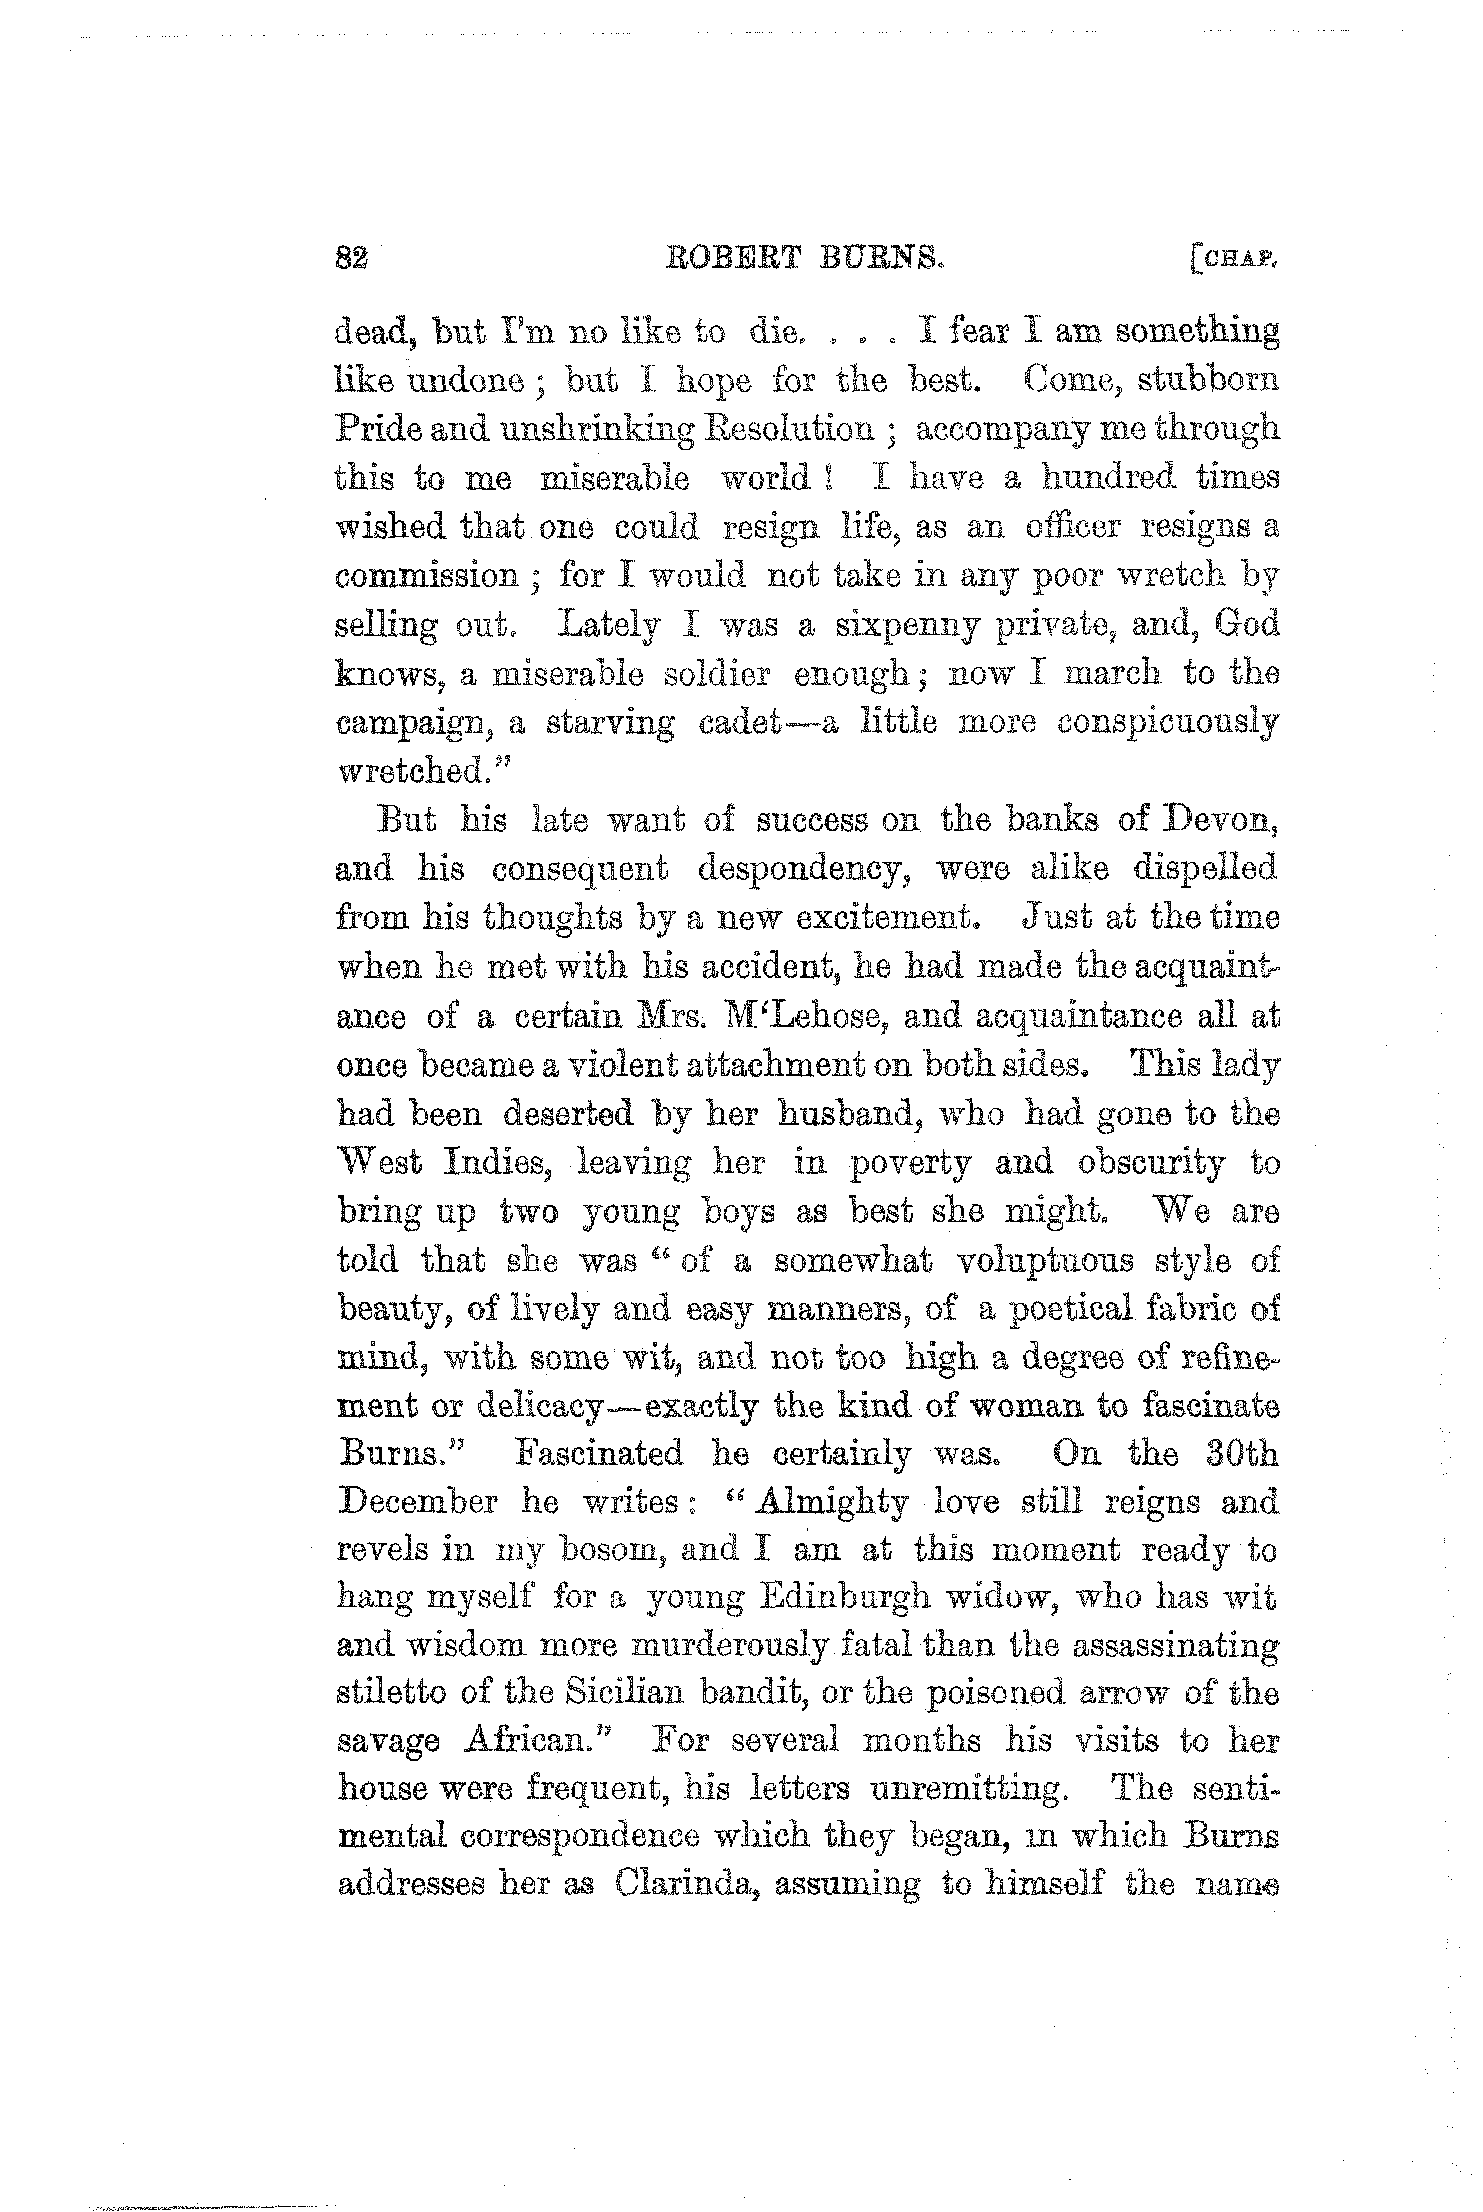 82 ROBERT BURNS. [CHAP.
dead, but I'm no like to die. . . . I fear I am something
like undone ; but I hope for the best. Come, stubborn
Pride and unshrinking Resolution ; accompany me through
this to me miserable world ! I have a hundred times
wished that one could resign life, as an officer resigns a
commission ; for I would not take in any poor wretch by
selling out. Lately I was a sixpenny private, and, God
knows, a miserable soldier enough ; now I march to the
campaign, a starving cadet—a little more conspicuously
wretched."
But his late want of success on the banks of Devon,
and his consequent despondency, were alike dispelled
from his thoughts by a new excitement. Just at the time
when he met with his accident, he had made the acquaint-
ance of a certain Mrs. M‘Lehose, and acquaintance all at
once became a violent attachment on both sides. This lady
had been deserted by her husband, who had gone to the
West Indies, leaving her in poverty and obscurity to
bring up two young boys as best she might. We are
told that she was “ of a somewhat voluptuous style of
beauty, of lively and easy manners, of a poetical fabric of
mind, with some wit, and not too high a degree of refine-
ment or delicacy—exactly the kind of woman to fascinate
Burns.” Fascinated he certainly was. On the 30th
December he writes : “ Almighty love still reigns and
revels in my bosom, and I am at this moment ready to
hang myself for a young Edinburgh widow, who has wit
and wisdom more murderously fatal than the assassinating
stiletto of the Sicilian bandit, or the poisoned arrow of the
savage African.” For several months his visits to her
house were frequent, his letters unremitting. The senti-
mental correspondence which they began, in which Burns
addresses her as Clarinda, assuming to himself the name